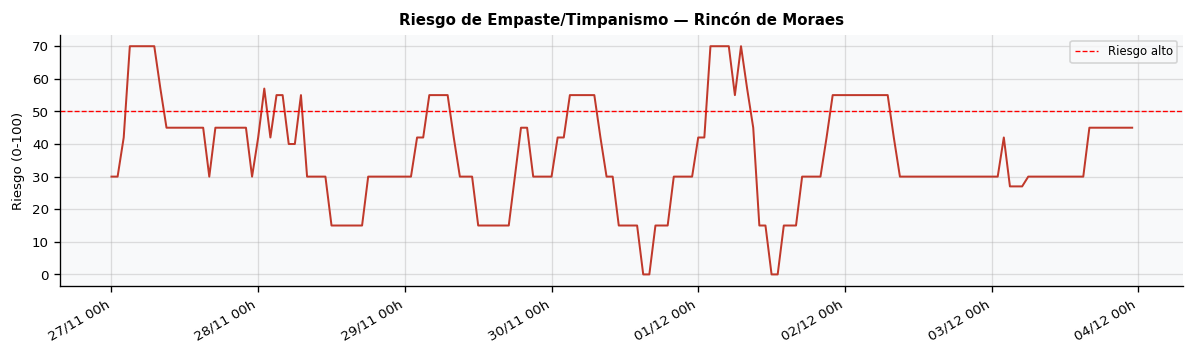 Riesgo de Empaste/Timpanismo — Rincón de Moraes
Riesgo alto
Riesgo (0-100)
70
60
50
40
30
20
10
0
27/11 00h
28/11 00h
29/11 00h
30/11 00h
01/12 00h
02/12 00h
03/12 00h
04/12 00h